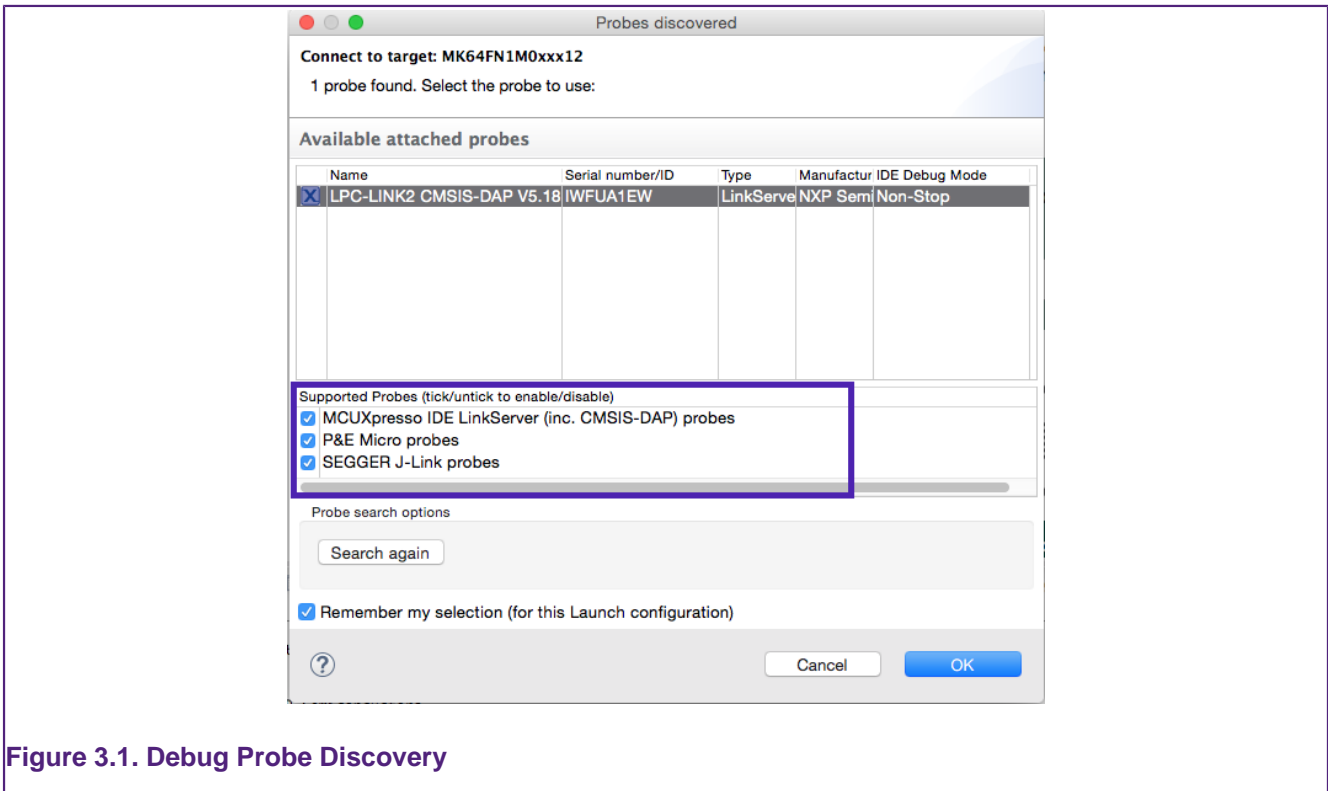 Probes discovered
Connect to target: MK64FN1M0xxx12
1 probe found. Select the probe to use:
Available attached probes
Name Serial number/ID Type Manufactur IDE Debug Mode
X LPC-LINK2 CMSIS-DAP V5.18 IWFUA1EW LinkServe NXP Semi Non-Stop
Supported Probes (tick/untick to enable/disable)
MCUXpresso IDE LinkServer (inc. CMSIS-DAP) probes
P&E Micro probes
SEGGER J-Link probes
Probe search options
Search again
Remember my selection (for this Launch configuration)
? Cancel OK
Figure 3.1. Debug Probe Discovery